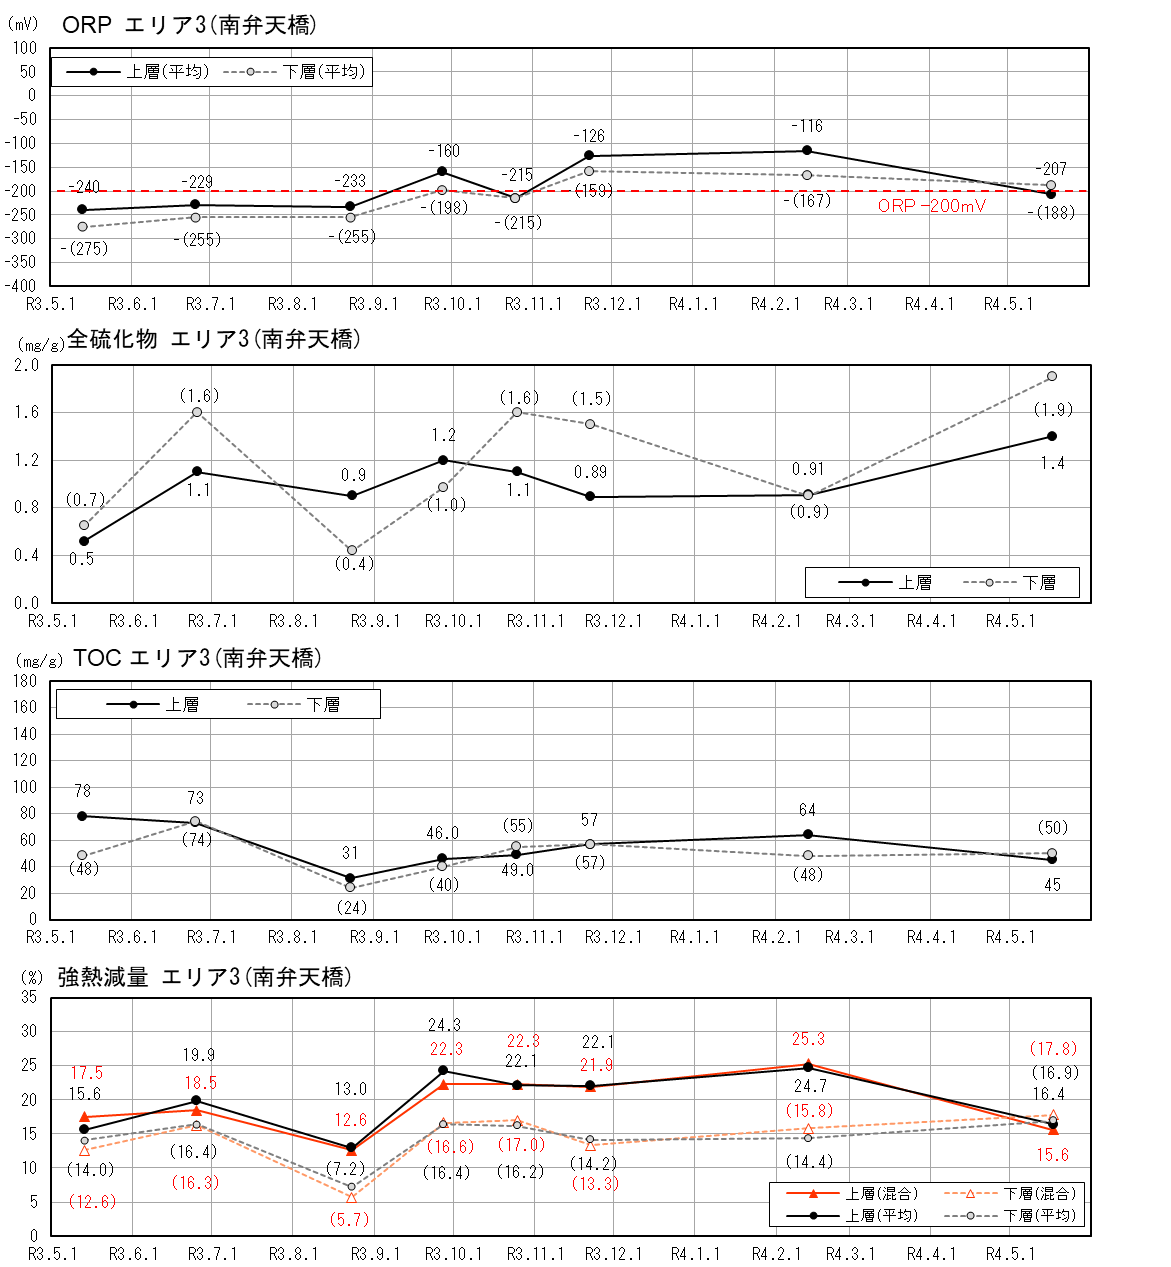 (mV) ORP エリア3(南弁天橋)
100
50
0
-50
-100
-150
-200
-250
-300
-350
-400
上層(平均) 下層(平均)
-240 -229 -233 -160 -215 -126 -116 -207
-(275) -(255) -(255) -(198) -(215) -(159) -(167) -(188)
ORP -200mV
R3.5.1 R3.6.1 R3.7.1 R3.8.1 R3.9.1 R3.10.1 R3.11.1 R3.12.1 R4.1.1 R4.2.1 R4.3.1 R4.4.1 R4.5.1
(mg/g) 全硫化物 エリア3(南弁天橋)
2.0
1.6
1.2
0.8
0.4
0.0
(0.7) (1.6) 0.9 1.2 (1.6) (1.5) 0.91 (1.9)
0.5 1.1 (0.4) (1.0) 1.1 0.89 (0.9) 1.4
上層 下層
R3.5.1 R3.6.1 R3.7.1 R3.8.1 R3.9.1 R3.10.1 R3.11.1 R3.12.1 R4.1.1 R4.2.1 R4.3.1 R4.4.1 R4.5.1
(mg/g) TOC エリア3(南弁天橋)
180
160
140
120
100
80
60
40
20
0
上層 下層
78 73 31 46.0 (55) 57 64 (50)
(48) (74) (24) (40) 49.0 (57) (48) 45
R3.5.1 R3.6.1 R3.7.1 R3.8.1 R3.9.1 R3.10.1 R3.11.1 R3.12.1 R4.1.1 R4.2.1 R4.3.1 R4.4.1 R4.5.1
(%) 強熱減量 エリア3(南弁天橋)
35
30
25
20
15
10
5
0
17.5 19.9 13.0 24.3 22.3 22.1 25.3 (17.8)
15.6 18.5 12.6 22.3 22.1 21.9 24.7 (16.9)
(14.0) (16.4) (7.2) (16.6) (17.0) (14.2) (15.8) 16.4
(12.6) (16.3) (5.7) (16.4) (16.2) (13.3) (14.4) 15.6
上層(混合) 下層(混合)
上層(平均) 下層(平均)
R3.5.1 R3.6.1 R3.7.1 R3.8.1 R3.9.1 R3.10.1 R3.11.1 R3.12.1 R4.1.1 R4.2.1 R4.3.1 R4.4.1 R4.5.1